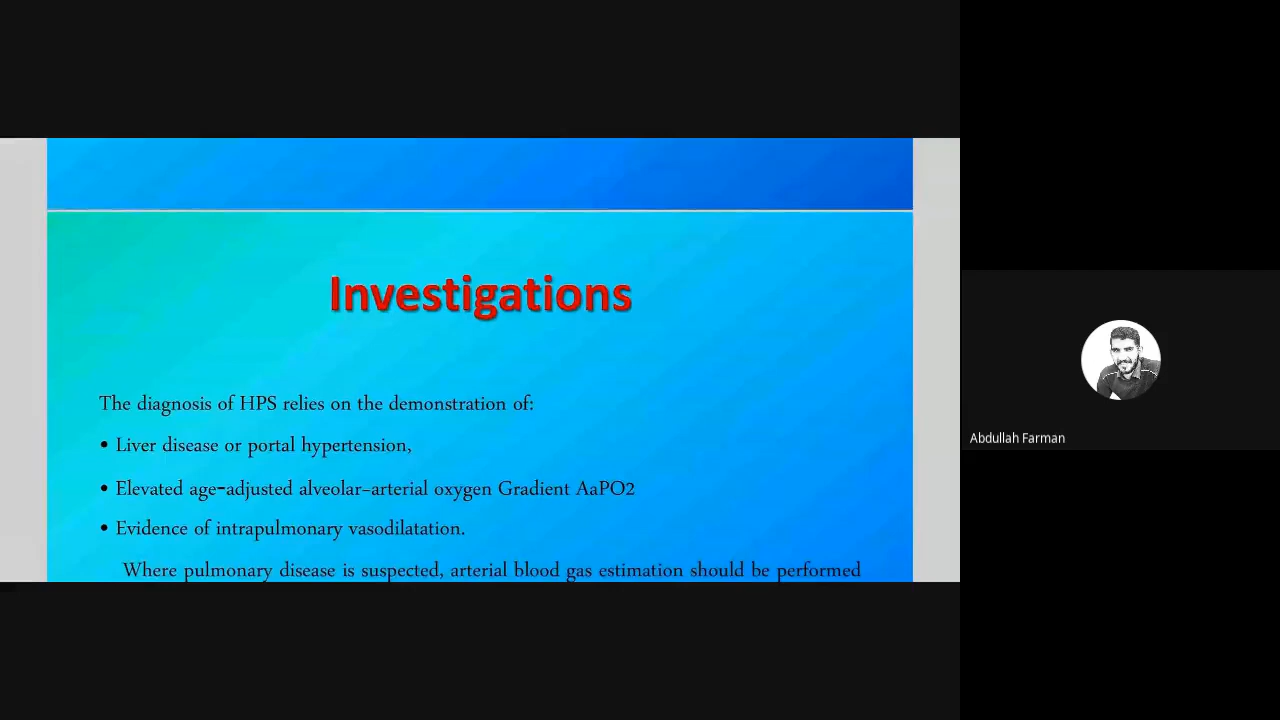 Investigations
The diagnosis of HPS relies on the demonstration of:
• Liver disease or portal hypertension,
• Elevated age-adjusted alveolar-arterial oxygen Gradient AaPO2
• Evidence of intrapulmonary vasodilatation.
Where pulmonary disease is suspected, arterial blood gas estimation should be performed
Abdullah Farman